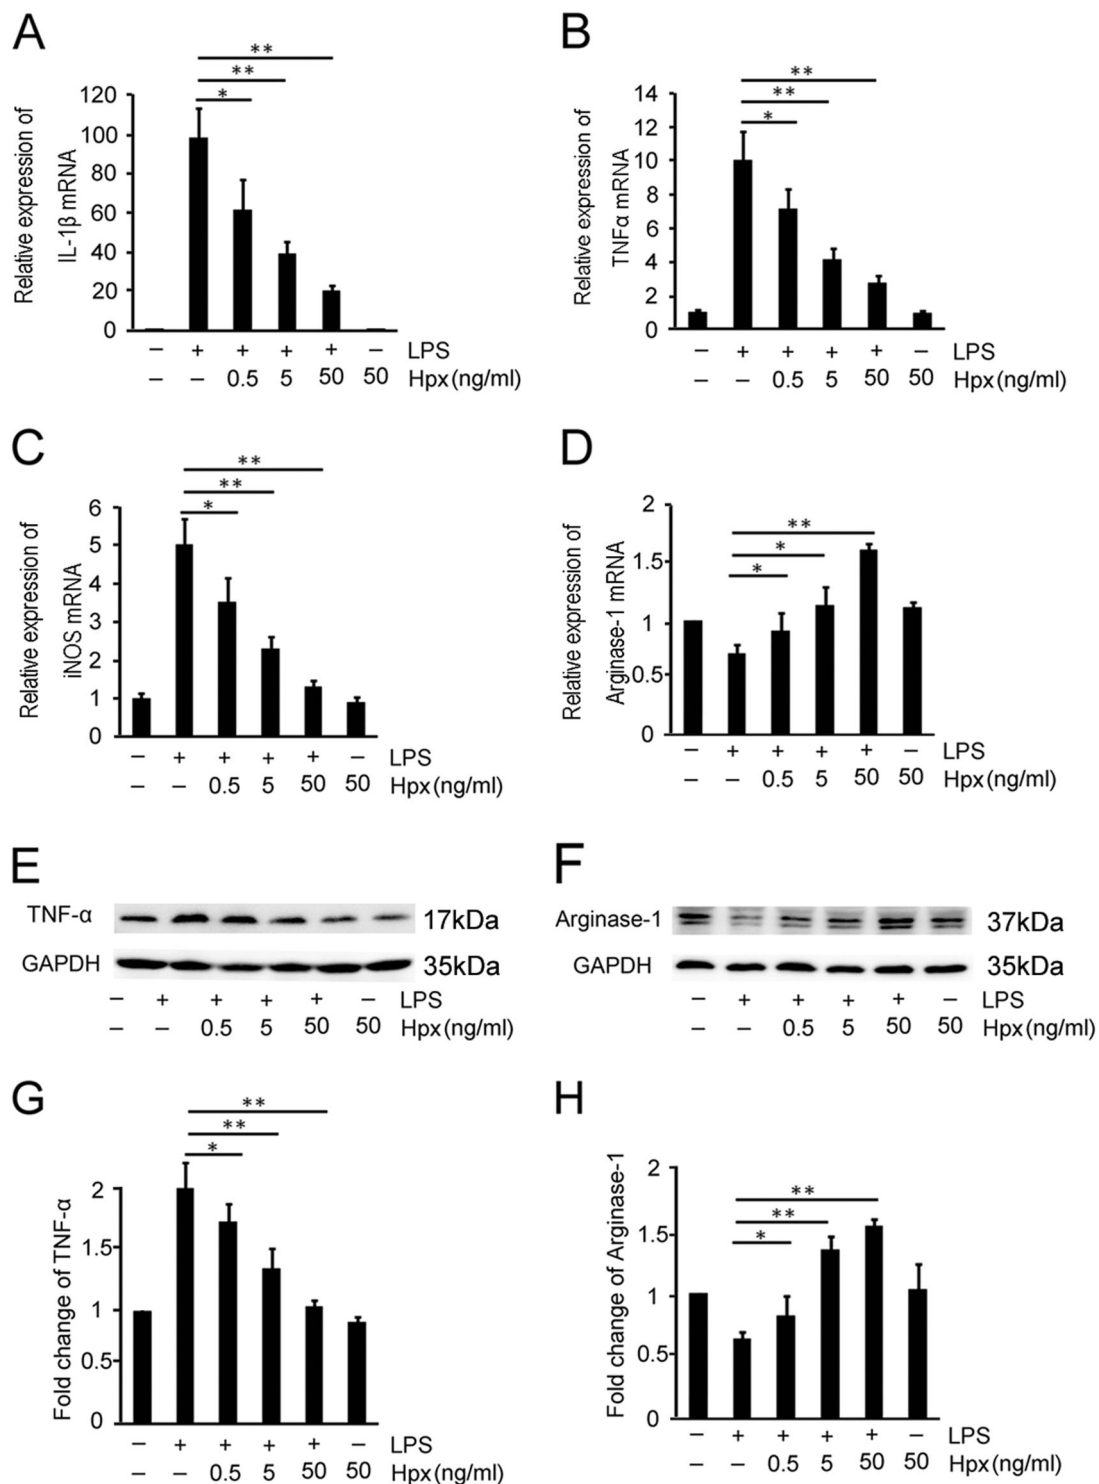 A
Relative expression of
IL-1β mRNA
120
100
80
60
40
20
0
*
**
**
− + + + + − LPS
− − 0.5 5 50 50 Hpx(ng/ml)
B
Relative expression of
TNFα mRNA
14
12
10
8
6
4
2
0
**
**
*
− + + + + − LPS
− − 0.5 5 50 50 Hpx(ng/ml)
C
Relative expression of
iNOS mRNA
6
5
4
3
2
1
0
**
**
*
− + + + + − LPS
− − 0.5 5 50 50 Hpx(ng/ml)
D
Relative expression of
Arginase-1 mRNA
2
1.5
1
0.5
0
**
*
*
− + + + + − LPS
− − 0.5 5 50 50 Hpx(ng/ml)
E
TNF-α 17kDa
GAPDH 35kDa
− + + + + − LPS
− − 0.5 5 50 50 Hpx(ng/ml)
F
Arginase-1 37kDa
GAPDH 35kDa
− + + + + − LPS
− − 0.5 5 50 50 Hpx(ng/ml)
G
Fold change of TNF-α
2
1.5
1
0.5
0
**
**
*
− + + + + − LPS
− − 0.5 5 50 50 Hpx(ng/ml)
H
Fold change of Arginase-1
2
1.5
1
0.5
0
**
**
*
− + + + + − LPS
− − 0.5 5 50 50 Hpx(ng/ml)